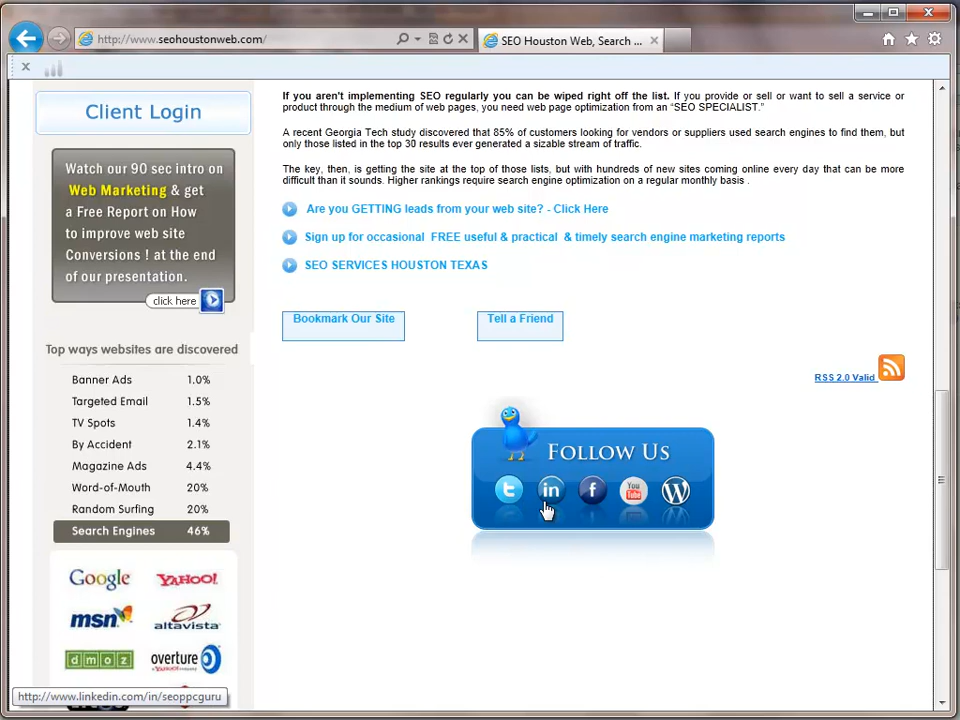 http://www.seohoustonweb.com/
SEO Houston Web, Search ...
x
Client Login
Watch our 90 sec intro on
Web Marketing & get
a Free Report on How
to improve web site
Conversions ! at the end
of our presentation.
click here
Top ways websites are discovered
Banner Ads 1.0%
Targeted Email 1.5%
TV Spots 1.4%
By Accident 2.1%
Magazine Ads 4.4%
Word-of-Mouth 20%
Random Surfing 20%
Search Engines 46%
Google YAHOO!
msn altavista
dmoz overture
http://www.linkedin.com/in/seoppcguru
If you aren't implementing SEO regularly you can be wiped right off the list. If you provide or sell or want to sell a service or
product through the medium of web pages, you need web page optimization from an “SEO SPECIALIST.”
A recent Georgia Tech study discovered that 85% of customers looking for vendors or suppliers used search engines to find them, but
only those listed in the top 30 results ever generated a sizable stream of traffic.
The key, then, is getting the site at the top of those lists, but with hundreds of new sites coming online every day that can be more
difficult than it sounds. Higher rankings require search engine optimization on a regular monthly basis .
Are you GETTING leads from your web site? - Click Here
Sign up for occasional FREE useful & practical & timely search engine marketing reports
SEO SERVICES HOUSTON TEXAS
Bookmark Our Site Tell a Friend
RSS 2.0 Valid
FOLLOW US
t in f You Tube W